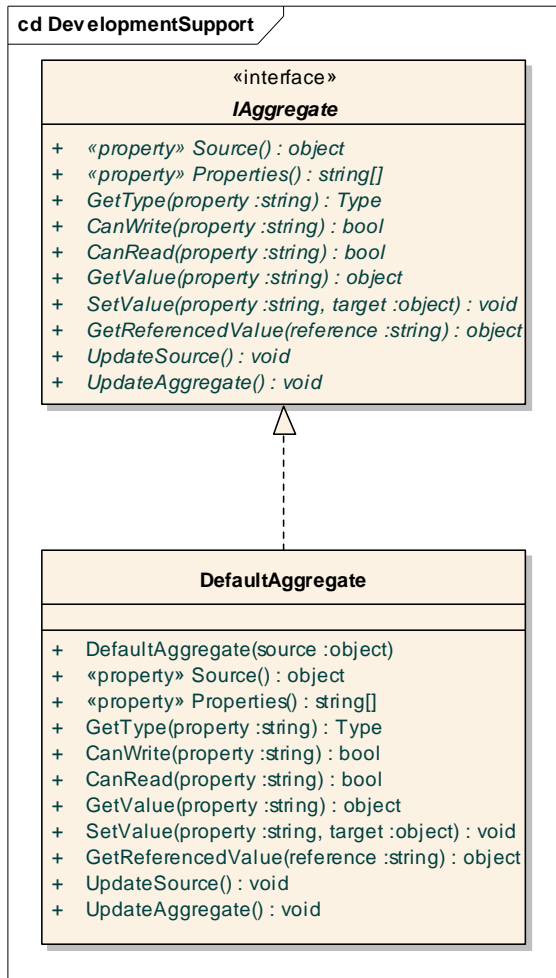 cd DevelopmentSupport
«interface»
IAggregate
+ «property» Source() : object
+ «property» Properties() : string[]
+ GetType(property :string) : Type
+ CanWrite(property :string) : bool
+ CanRead(property :string) : bool
+ GetValue(property :string) : object
+ SetValue(property :string, target :object) : void
+ GetReferencedValue(reference :string) : object
+ UpdateSource() : void
+ UpdateAggregate() : void
DefaultAggregate
+ DefaultAggregate(source :object)
+ «property» Source() : object
+ «property» Properties() : string[]
+ GetType(property :string) : Type
+ CanWrite(property :string) : bool
+ CanRead(property :string) : bool
+ GetValue(property :string) : object
+ SetValue(property :string, target :object) : void
+ GetReferencedValue(reference :string) : object
+ UpdateSource() : void
+ UpdateAggregate() : void